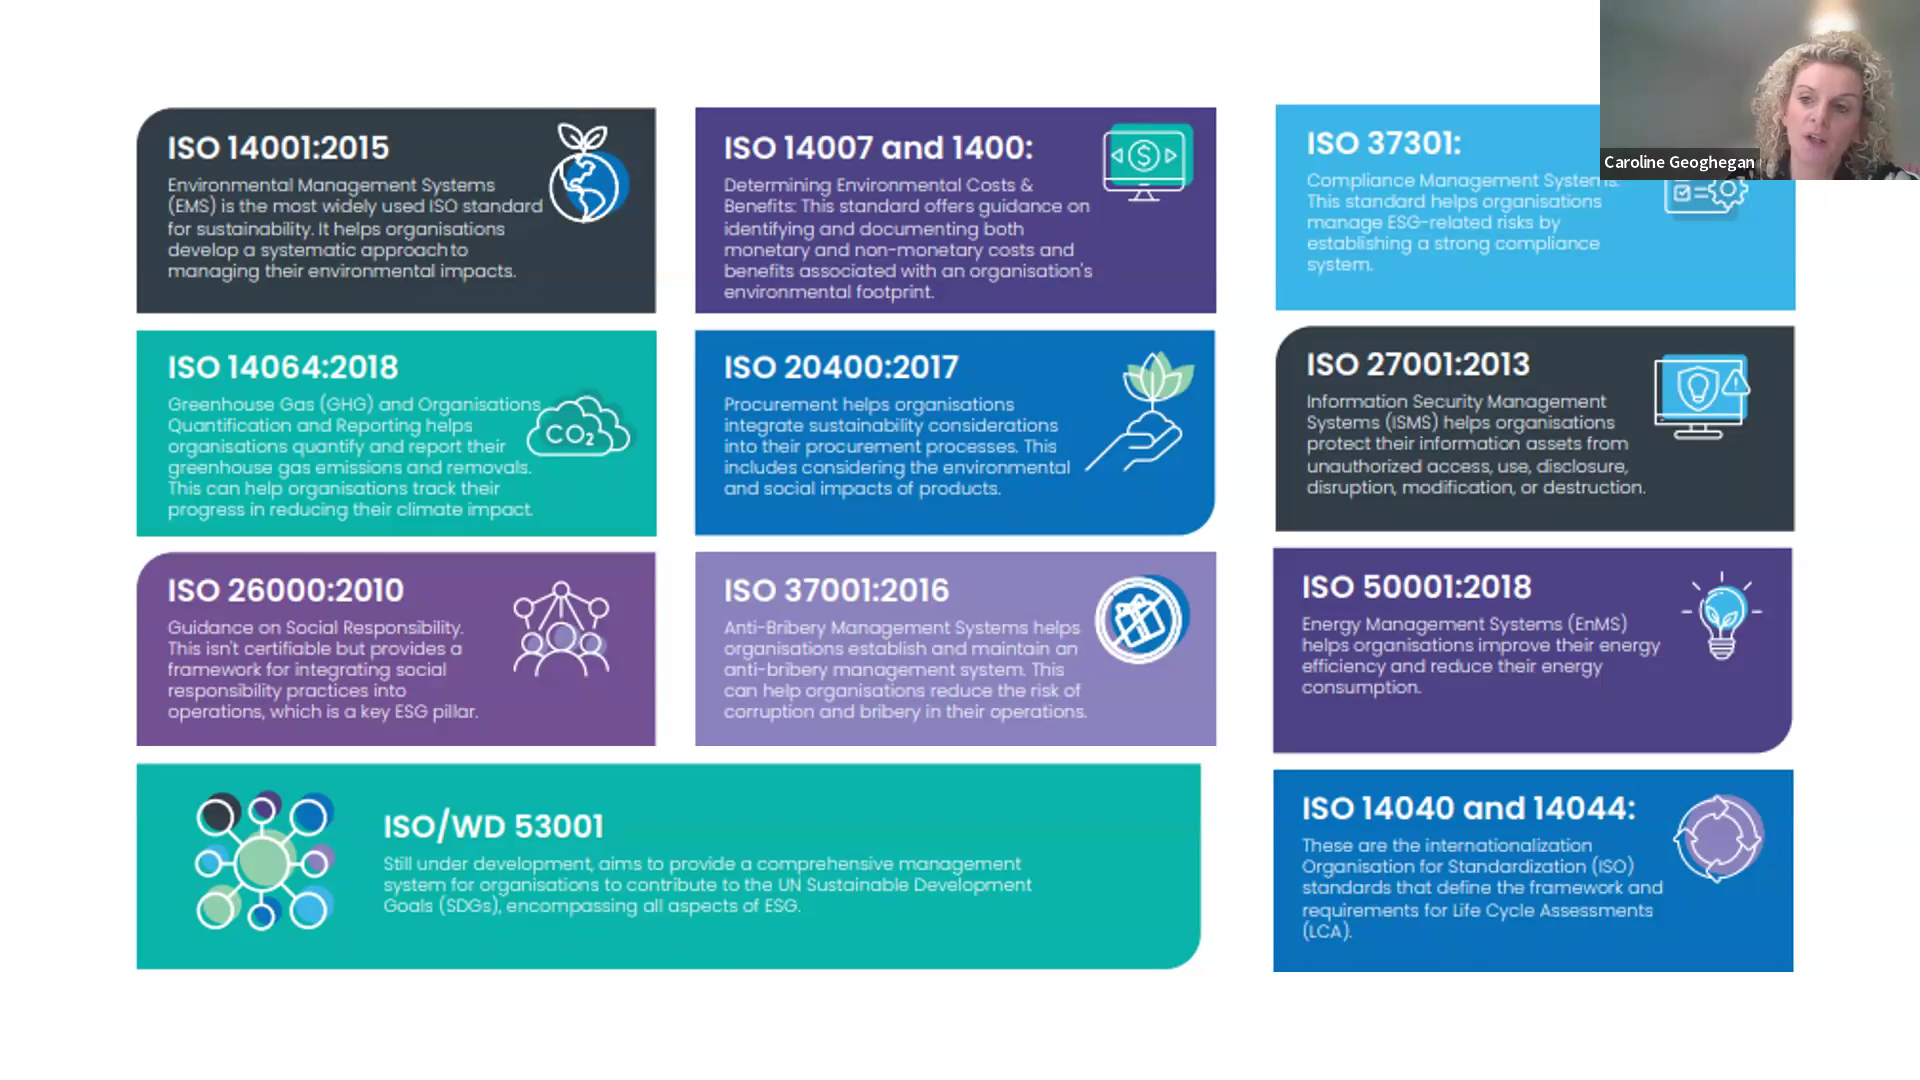 ISO 14001:2015
Environmental Management Systems
(EMS) is the most widely used ISO standard
for sustainability. It helps organisations
develop a systematic approach to
managing their environmental impacts.
ISO 14007 and 1400:
Determining Environmental Costs &
Benefits: This standard offers guidance on
identifying and documenting both
monetary and non-monetary costs and
benefits associated with an organisation's
environmental footprint.
ISO 37301:
Compliance Management Systems.
This standard helps organisations
manage ESG-related risks by
establishing a strong compliance
system.
Caroline Geoghegan
ISO 14064:2018
Greenhouse Gas (GHG) and Organisations
Quantification and Reporting helps
organisations quantify and report their
greenhouse gas emissions and removals.
This can help organisations track their
progress in reducing their climate impact.
CO2
ISO 20400:2017
Procurement helps organisations
integrate sustainability considerations
into their procurement processes. This
includes considering the environmental
and social impacts of products.
ISO 27001:2013
Information Security Management
Systems (ISMS) helps organisations
protect their information assets from
unauthorized access, use, disclosure,
disruption, modification, or destruction.
ISO 26000:2010
Guidance on Social Responsibility.
This isn't certifiable but provides a
framework for integrating social
responsibility practices into
operations, which is a key ESG pillar.
ISO 37001:2016
Anti-Bribery Management Systems helps
organisations establish and maintain an
anti-bribery management system. This
can help organisations reduce the risk of
corruption and bribery in their operations.
ISO 50001:2018
Energy Management Systems (EnMS)
helps organisations improve their energy
efficiency and reduce their energy
consumption.
ISO/WD 53001
Still under development, aims to provide a comprehensive management
system for organisations to contribute to the UN Sustainable Development
Goals (SDGs), encompassing all aspects of ESG.
ISO 14040 and 14044:
These are the internationalization
Organisation for Standardization (ISO)
standards that define the framework and
requirements for Life Cycle Assessments
(LCA).